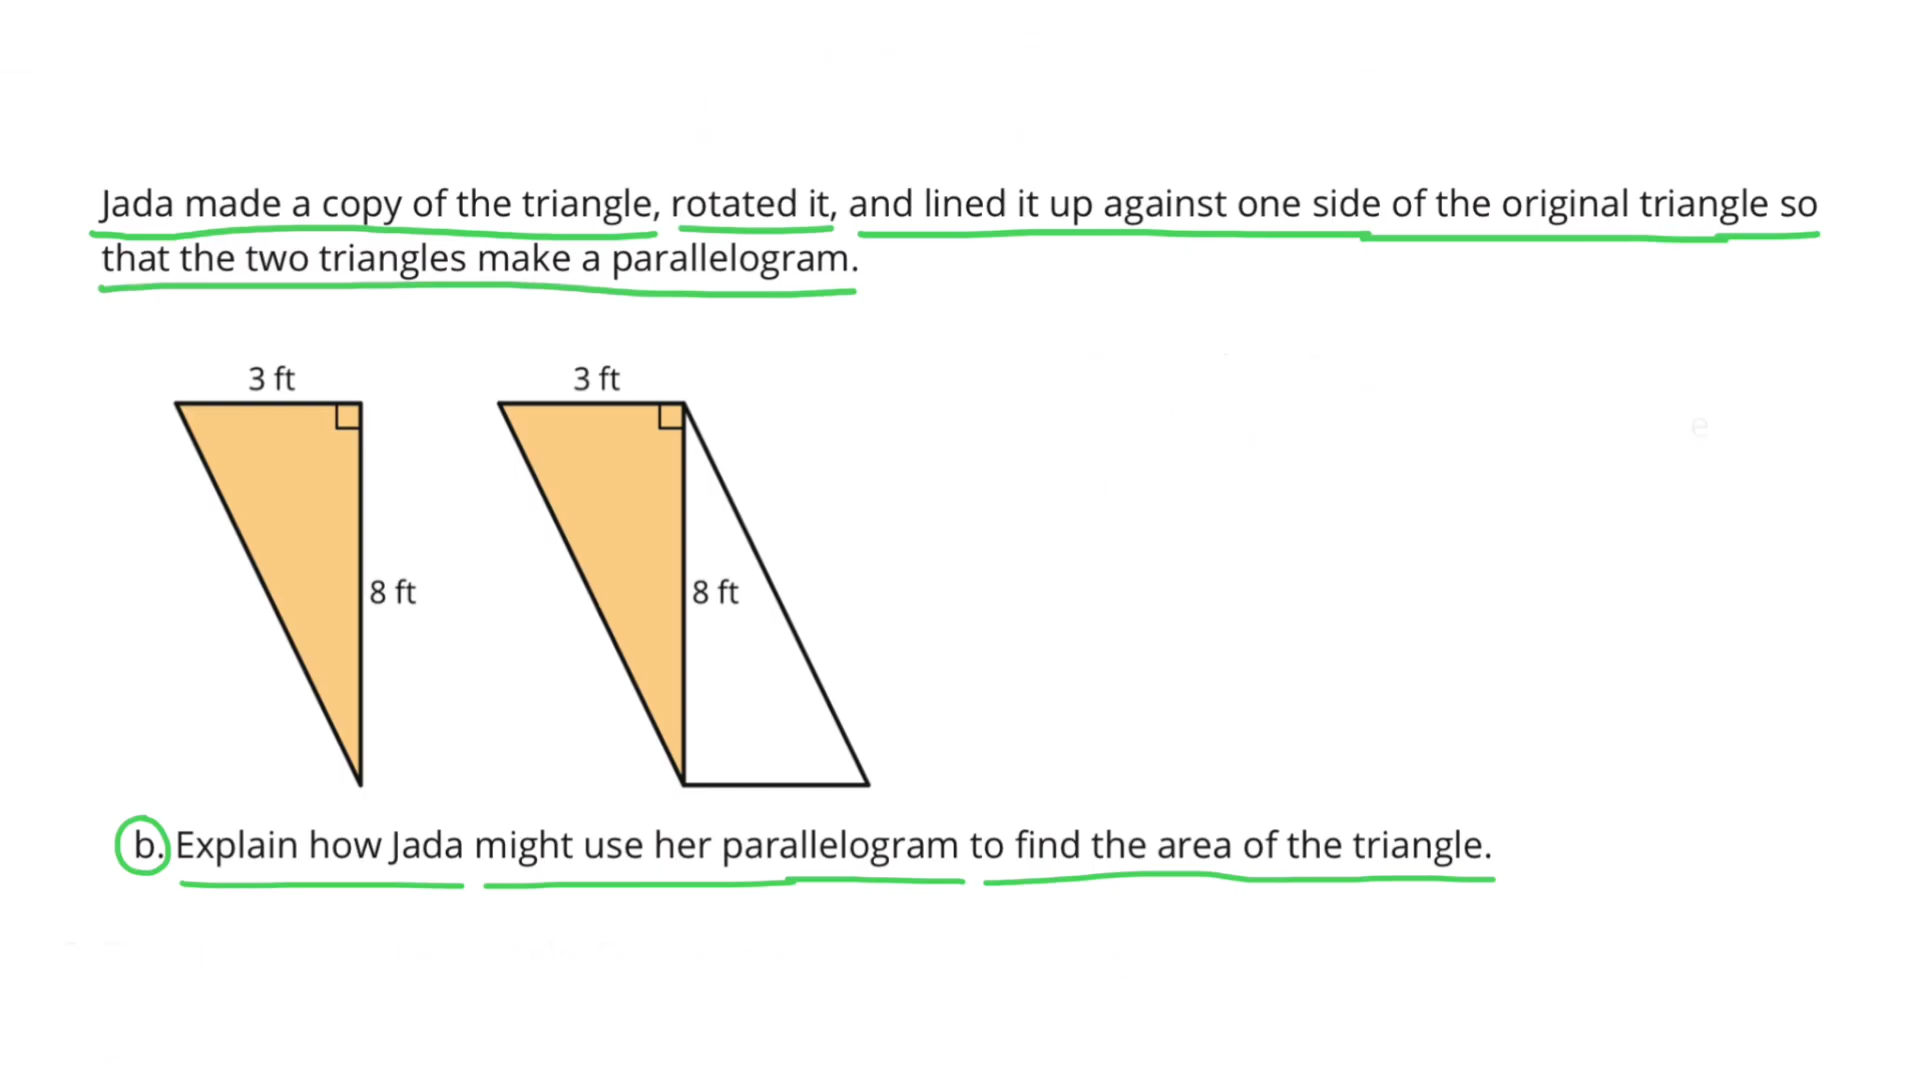 Jada made a copy of the triangle, rotated it, and lined it up against one side of the original triangle so
that the two triangles make a parallelogram.
3 ft
3 ft
8 ft
8 ft
b. Explain how Jada might use her parallelogram to find the area of the triangle.